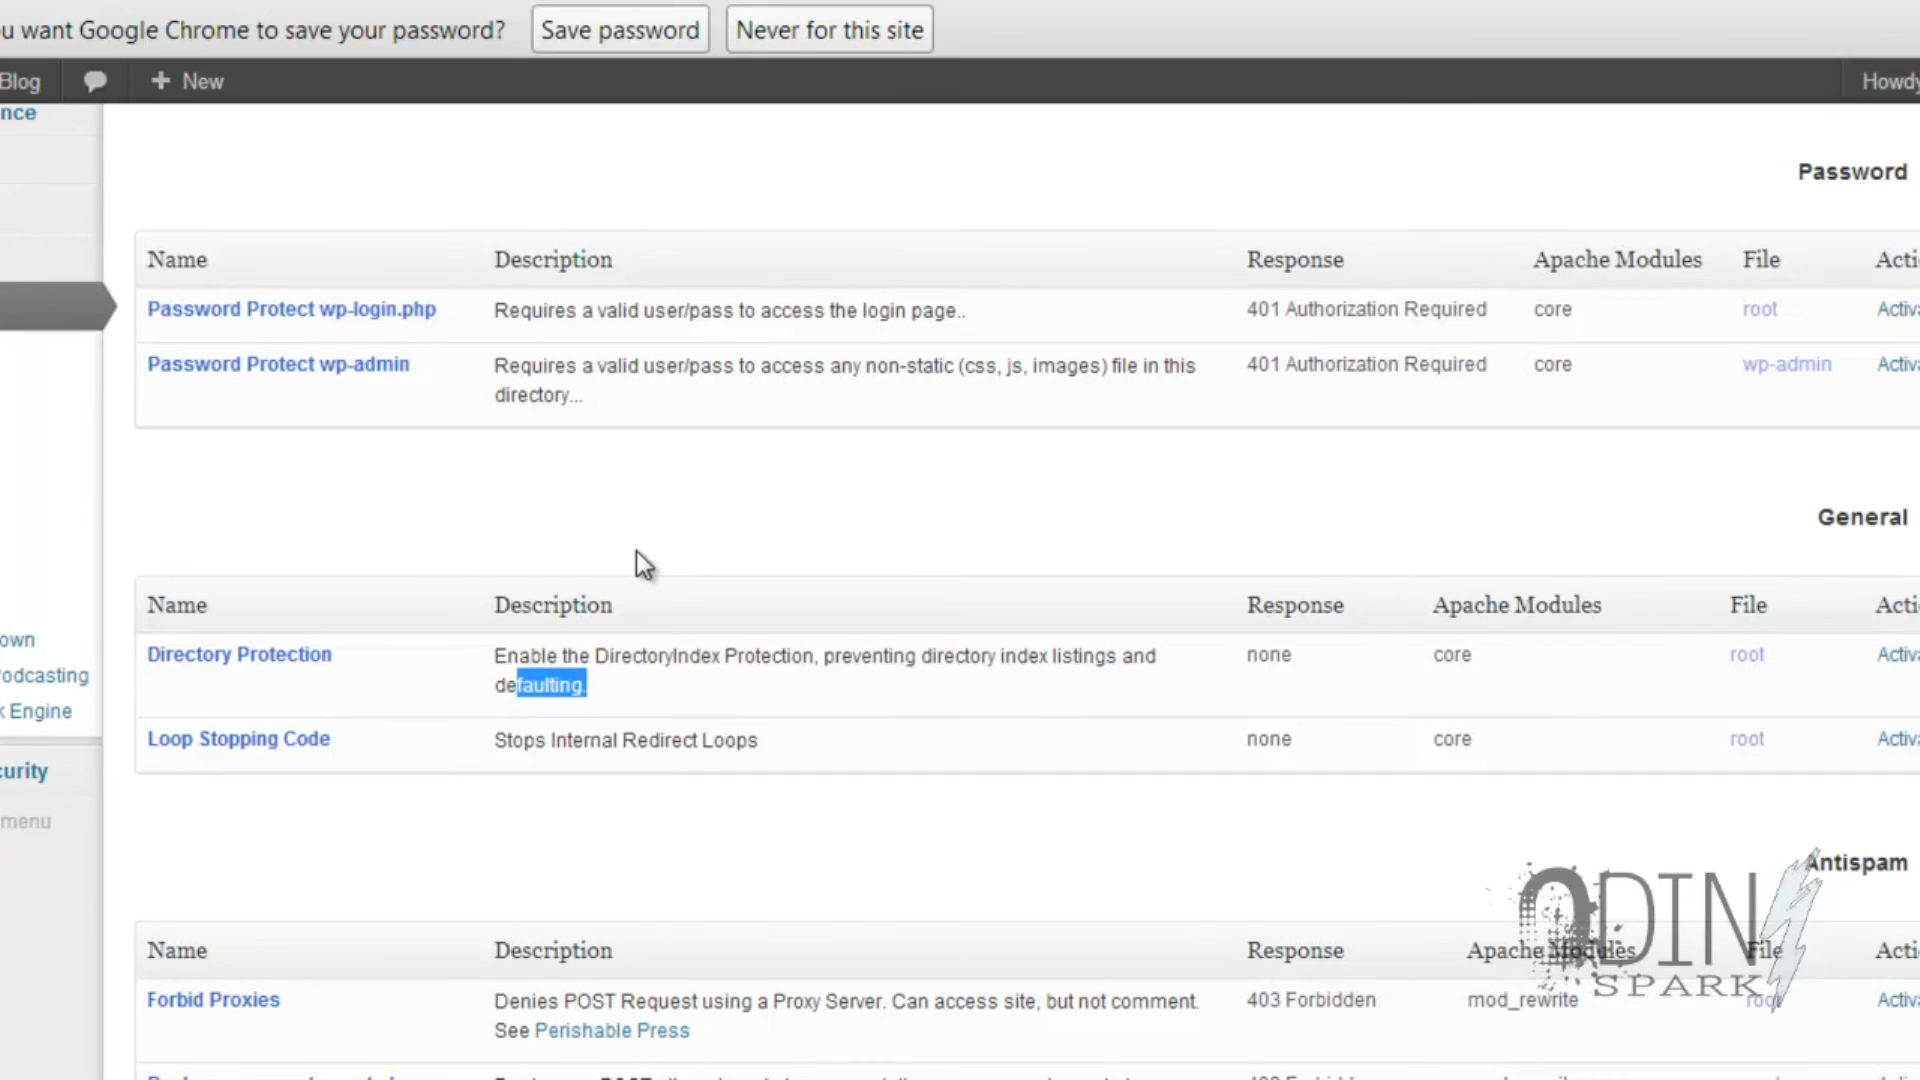 u want Google Chrome to save your password? Save password Never for this site
Blog + New Howdy
nce
Password
Name Description Response Apache Modules File Acti
Password Protect wp-login.php Requires a valid user/pass to access the login page.. 401 Authorization Required core root Activa
Password Protect wp-admin Requires a valid user/pass to access any non-static (css, js, images) file in this 401 Authorization Required core wp-admin Activa
directory...
General
Name Description Response Apache Modules File Acti
own
Directory Protection Enable the DirectoryIndex Protection, preventing directory index listings and none core root Activa
odcasting
defaulting.
k Engine
Loop Stopping Code Stops Internal Redirect Loops none core root Activa
curity
menu
Antispam
ODIN
SPARK
Name Description Response Apache Modules File Acti
Forbid Proxies Denies POST Request using a Proxy Server. Can access site, but not comment. 403 Forbidden mod_rewrite root Activa
See Perishable Press